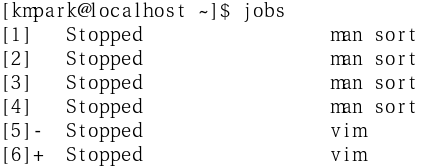 [kmpark@localhost ~]$ jobs
[1]   Stopped                 man sort
[2]   Stopped                 man sort
[3]   Stopped                 man sort
[4]   Stopped                 man sort
[5]-  Stopped                 vim
[6]+  Stopped                 vim